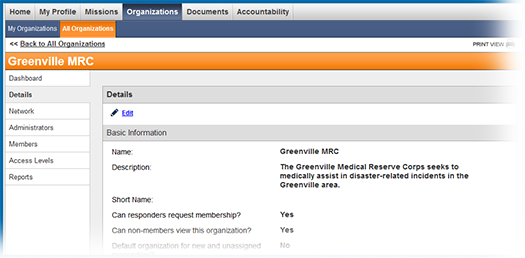 Home My Profile Missions Organizations Documents Accountability
My Organizations All Organizations
<< Back to All Organizations PRINT VIEW
Greenville MRC
Dashboard
Details
Network
Administrators
Members
Access Levels
Reports
Details
Edit
Basic Information
Name: Greenville MRC
Description: The Greenville Medical Reserve Corps seeks to
medically assist in disaster-related incidents in the
Greenville area.
Short Name:
Can responders request membership? Yes
Can non-members view this organization? Yes
Default organization for new and unassigned No